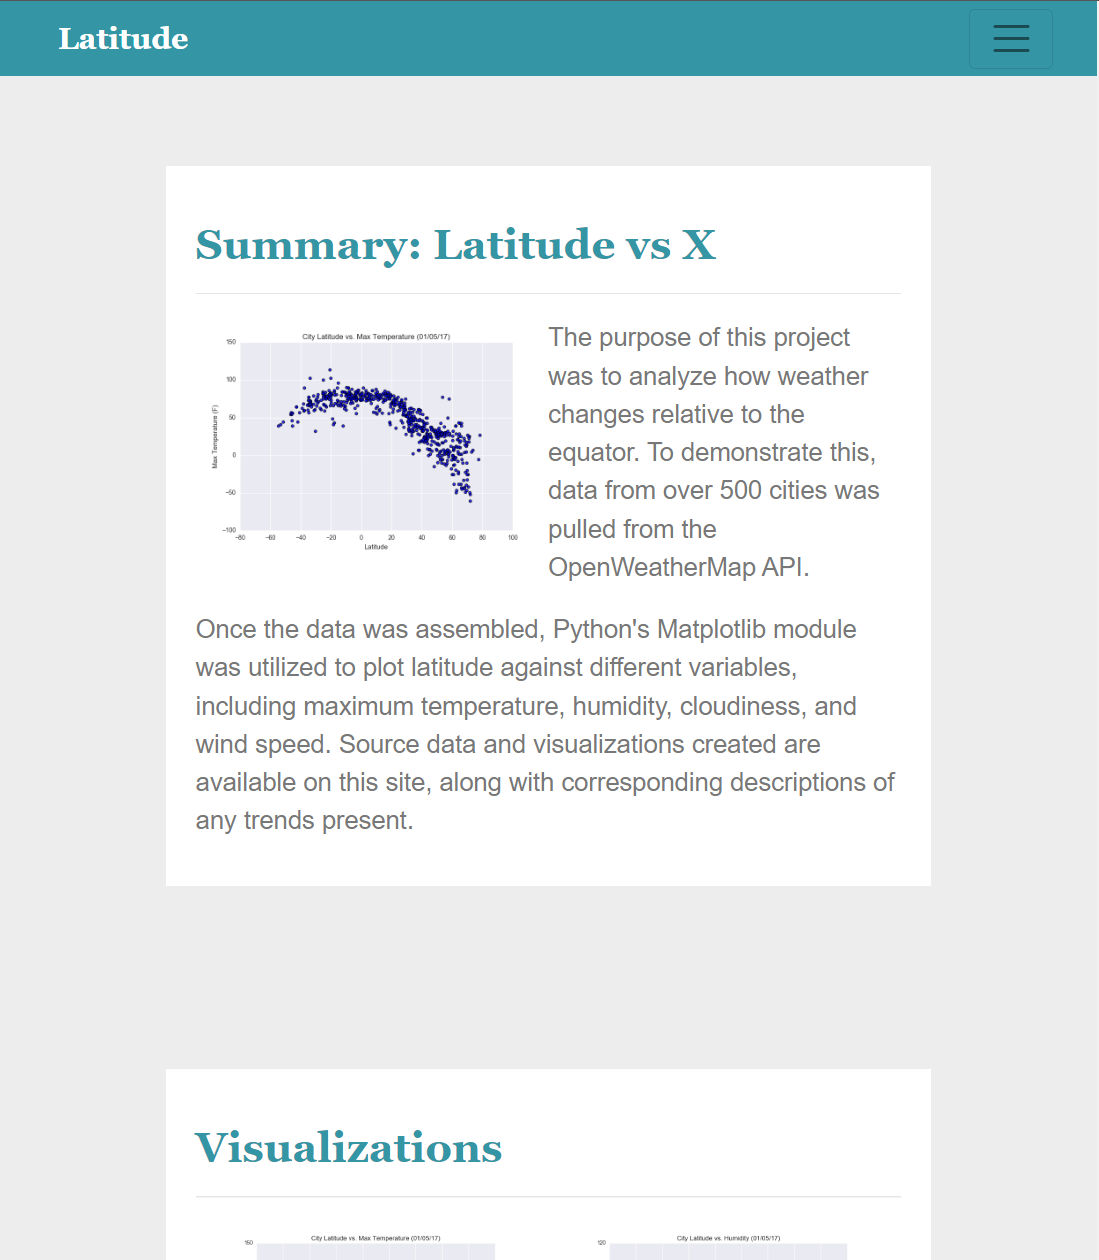 Latitude
Summary: Latitude vs X
City Latitude vs. Max Temperature (01/05/17)
150
100
50
0
−50
−100
Max Temperature (F)
−80 −60 −40 −20 0 20 40 60 80 100
Latitude
The purpose of this project
was to analyze how weather
changes relative to the
equator. To demonstrate this,
data from over 500 cities was
pulled from the
OpenWeatherMap API.
Once the data was assembled, Python's Matplotlib module
was utilized to plot latitude against different variables,
including maximum temperature, humidity, cloudiness, and
wind speed. Source data and visualizations created are
available on this site, along with corresponding descriptions of
any trends present.
Visualizations
City Latitude vs. Max Temperature (01/05/17)
150
City Latitude vs. Humidity (01/05/17)
120